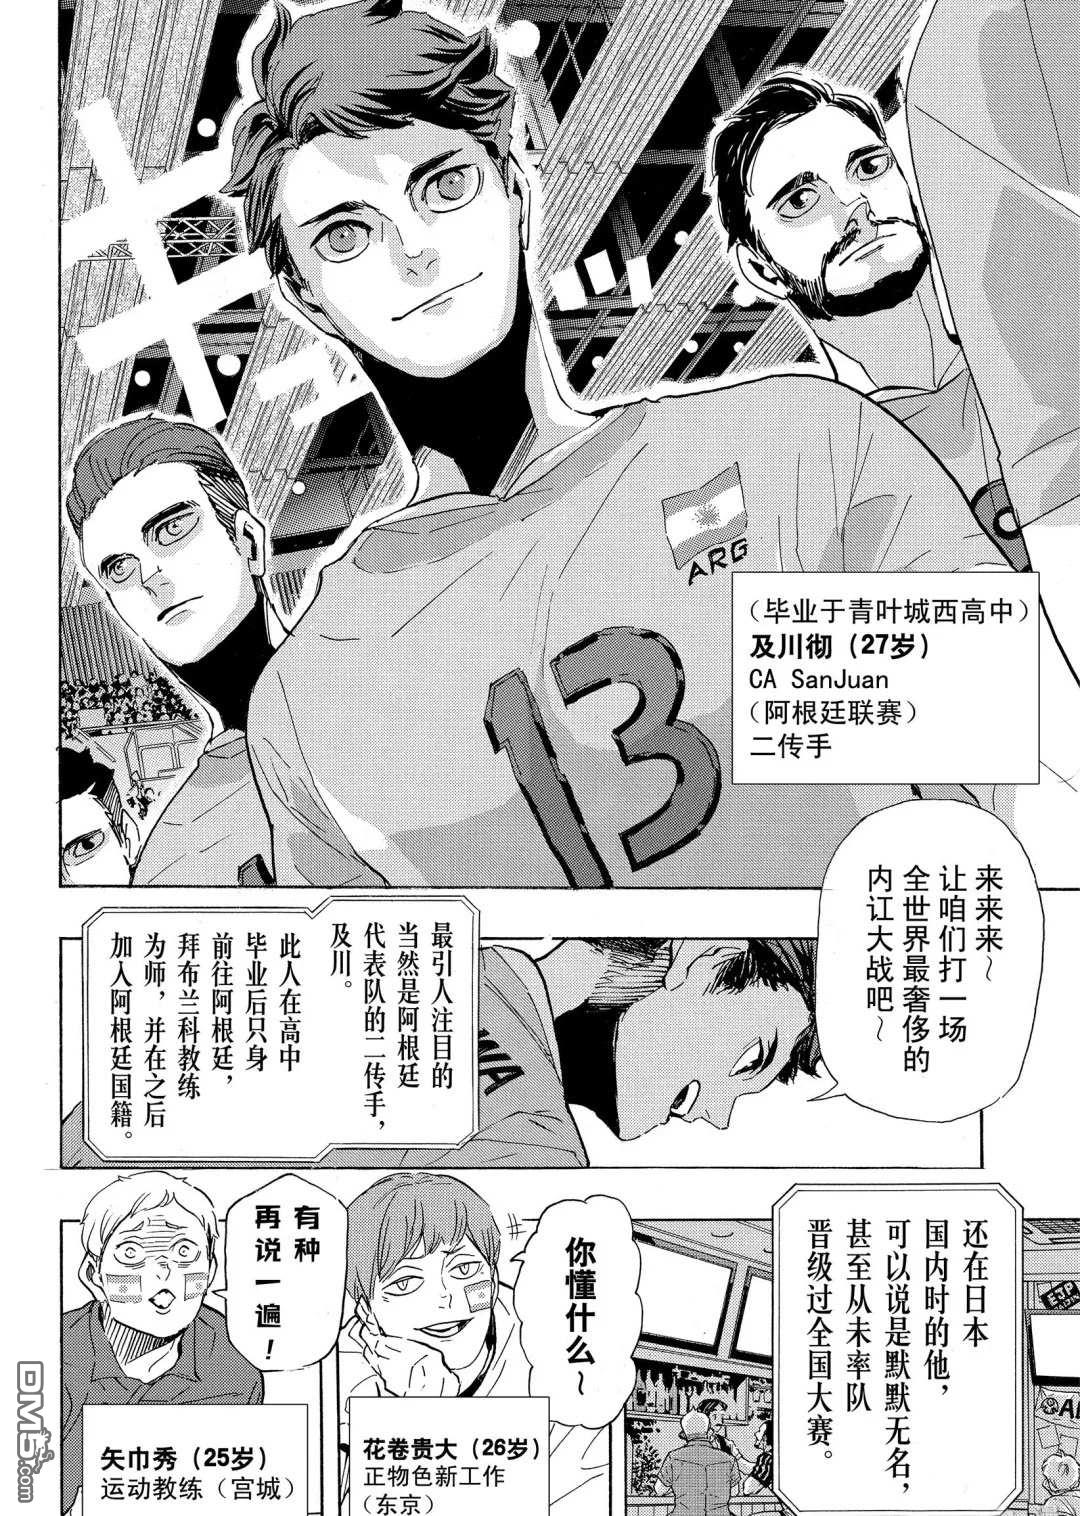 ARG
13
（毕业于青叶城西高中）
及川彻（27岁）
CA SanJuan
（阿根廷联赛）
二传手
来来来~
让咱们打一场
全世界最奢侈的
内讧大战吧~
最引人注目的
当然是阿根廷
代表队的二传手，
及川。
此人在高中
毕业后只身
前往阿根廷，
拜布兰科教练
为师，并在之后
加入阿根廷国籍。
还在日本
国内时的他，
可以说是默默无名，
甚至从未率队
晋级过全国大赛。
你懂什么~
花卷贵大（26岁）
正物色新工作
（东京）
有种
再说一遍！
矢巾秀（25岁）
运动教练（宫城）
EJP
DM5